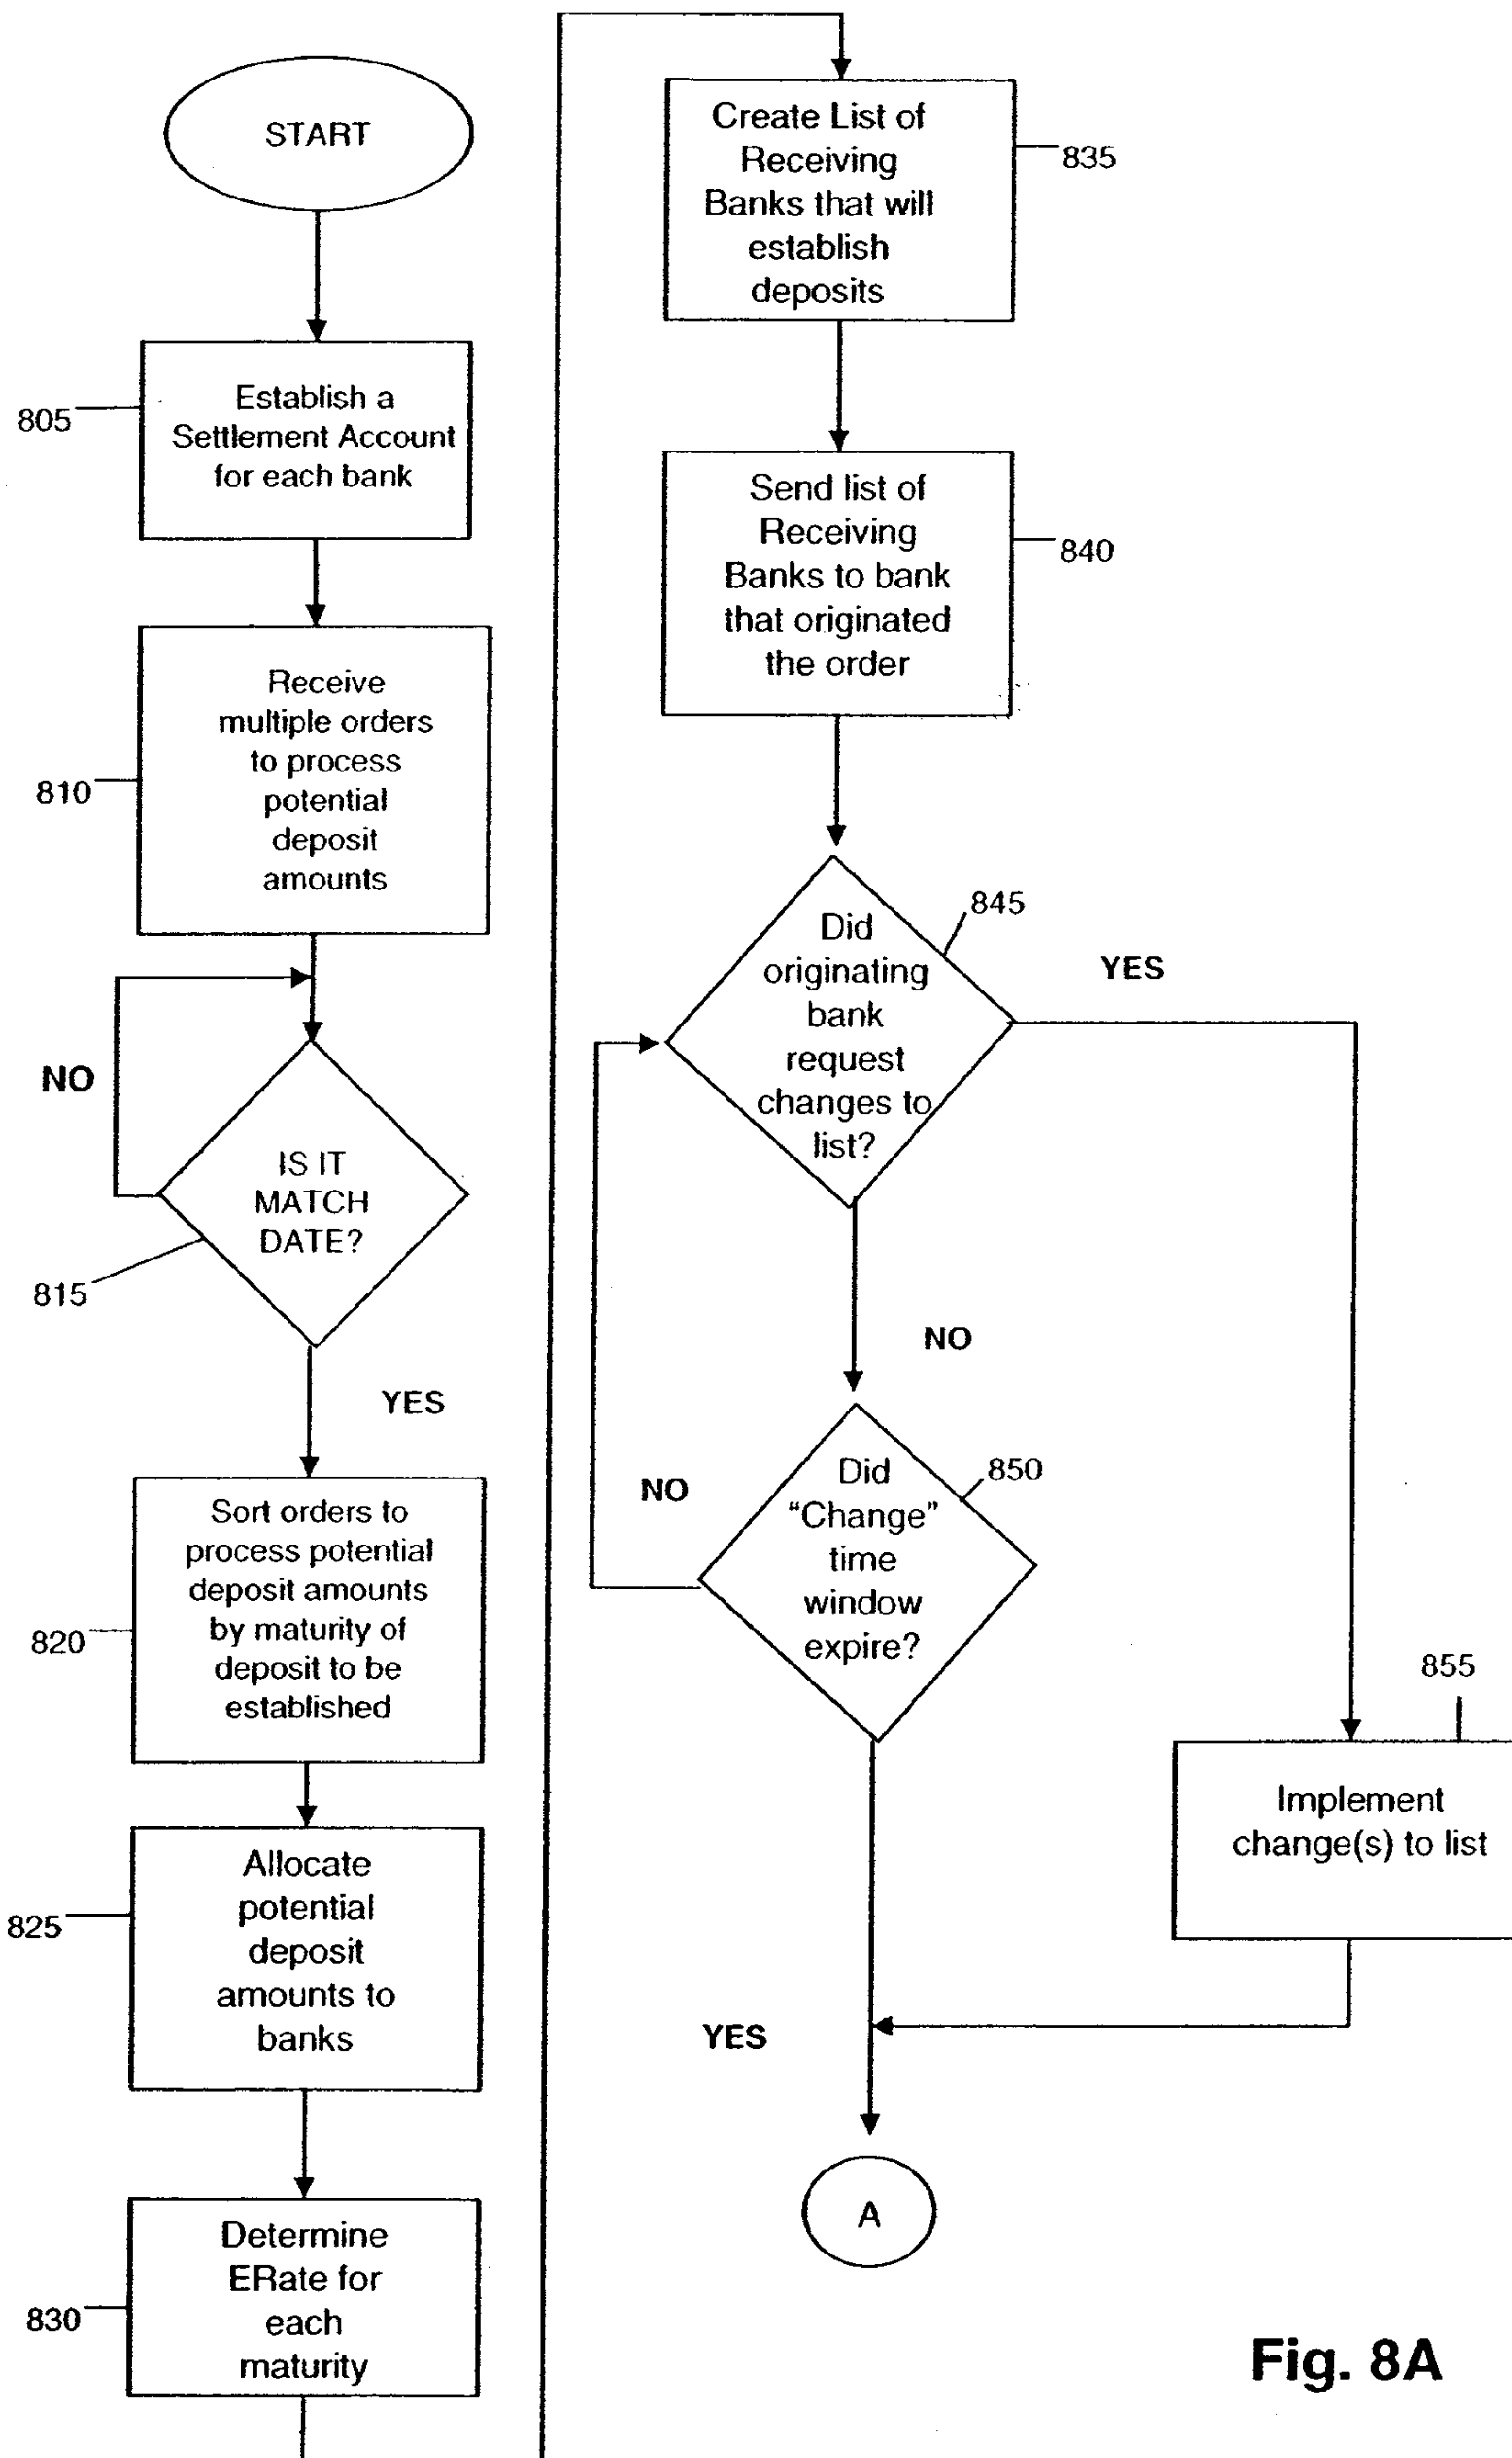 START
805
Establish a
Settlement Account
for each bank
810
Receive
multiple orders
to process
potential
deposit
amounts
NO
IS IT
MATCH
DATE?
815
YES
820
Sort orders to
process potential
deposit amounts
by maturity of
deposit to be
established
825
Allocate
potential
deposit
amounts to
banks
830
Determine
ERate for
each
maturity
Create List of
Receiving
Banks that will
establish
deposits
835
Send list of
Receiving
Banks to bank
that originated
the order
840
Did
originating
bank
request
changes to
list?
845
YES
NO
Did
“Change”
time
window
expire?
850
NO
855
Implement
change(s) to list
YES
A
Fig. 8A